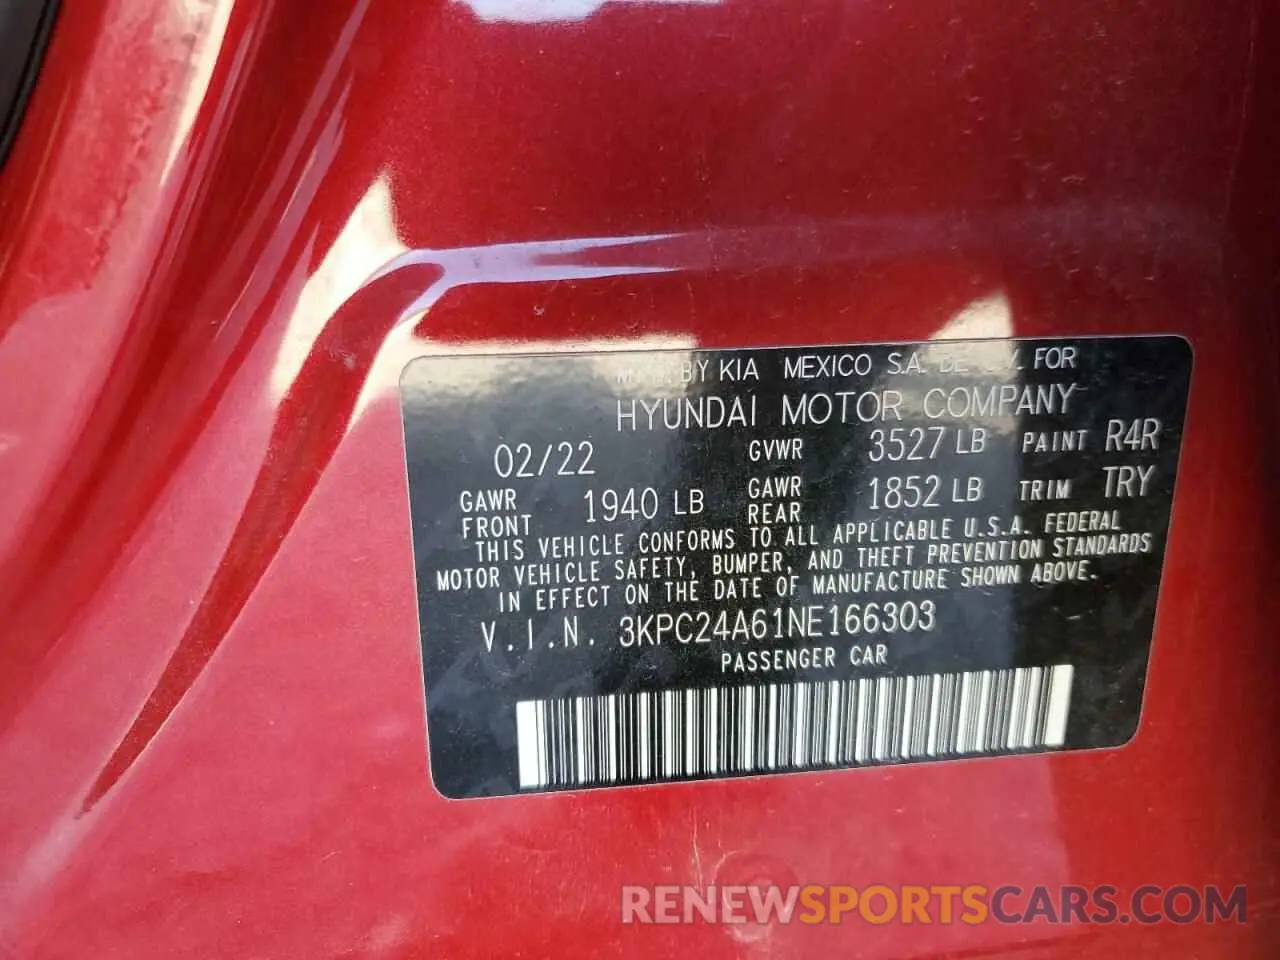 BY KIA MEXICO S.A. DE V. FOR
HYUNDAI MOTOR COMPANY
02/22 GVWR 3527 LB PAINT R4R
GAWR FRONT 1940 LB GAWR REAR 1852 LB TRIM TRY
THIS VEHICLE CONFORMS TO ALL APPLICABLE U.S.A. FEDERAL
MOTOR VEHICLE SAFETY, BUMPER, AND THEFT PREVENTION STANDARDS
IN EFFECT ON THE DATE OF MANUFACTURE SHOWN ABOVE.
V.I.N. 3KPC24A61NE166303
PASSENGER CAR
RENEWSPORTSCARS.COM